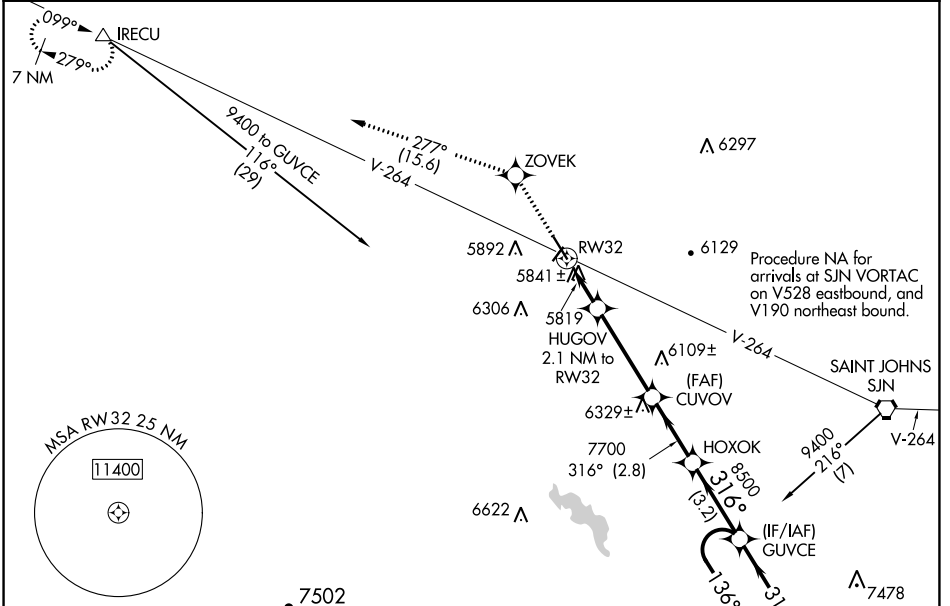 099°
IRECU
279°
7 NM
9400 to GUVCE
116°
(29)
277°
(15.6)
V-264
ZOVEK
6297
5892
RW32
5841±
6129
Procedure NA for
arrivals at SJN VORTAC
on V528 eastbound, and
V190 northeast bound.
6306
5819
HUGOV
2.1 NM to
RW32
V-264
6109±
SAINT JOHNS
SJN
(FAF)
CUVOV
6329±
V-264
MSA RW32 25 NM
11400
7700
316° (2.8)
HOXOK
9400
216°
(7)
8500
316°
(3.2)
6622
(IF/IAF)
GUVCE
136°
31
7478
7502